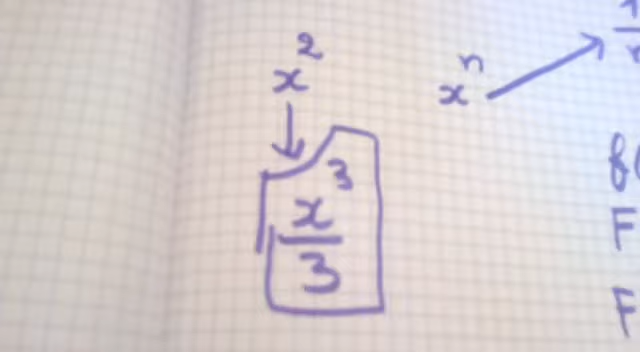 x² xⁿ
↓
x³
3
F
F